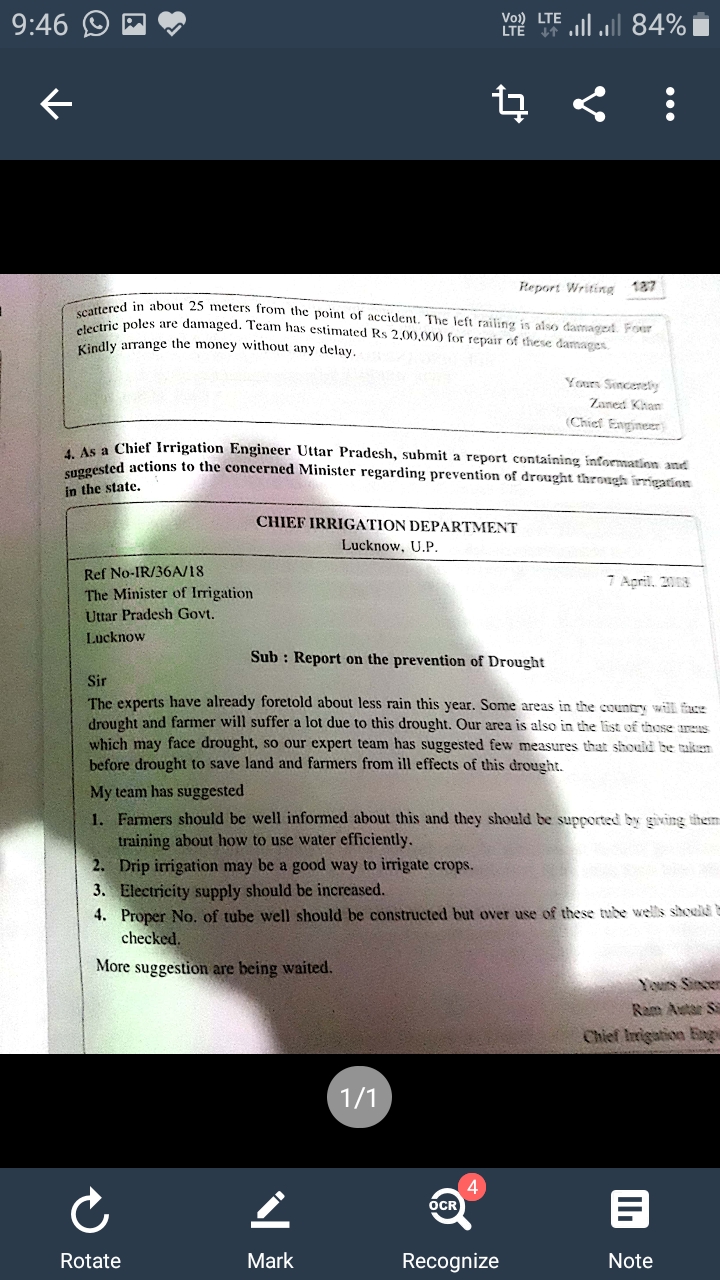 9:46
Vo)) LTE
LTE
84%
Report Writing 187
scattered in about 25 meters from the point of accident. The left railing is also damaged. Four
electric poles are damaged. Team has estimated Rs 2,00,000 for repair of these damages.
Kindly arrange the money without any delay.
Yours Sincerely
Zaned Khan
(Chief Engineer)
4. As a Chief Irrigation Engineer Uttar Pradesh, submit a report containing information and
suggested actions to the concerned Minister regarding prevention of drought through irrigation
in the state.
CHIEF IRRIGATION DEPARTMENT
Lucknow, U.P.
Ref No-IR/36A/18
7 April,
The Minister of Irrigation
Uttar Pradesh Govt.
Lucknow
Sub : Report on the prevention of Drought
Sir
The experts have already foretold about less rain this year. Some areas in the country will face
drought and farmer will suffer a lot due to this drought. Our area is also in the list of those areas
which may face drought, so our expert team has suggested few measures that should be taken
before drought to save land and farmers from ill effects of this drought.
My team has suggested
1. Farmers should be well informed about this and they should be supported by giving them
training about how to use water efficiently.
2. Drip irrigation may be a good way to irrigate crops.
3. Electricity supply should be increased.
4. Proper No. of tube well should be constructed but over use of these tube wells should b
checked.
More suggestion are being waited.
Yours Sincer
Ram Autar Si
Chief Irrigation Engi
1/1
Rotate
Mark
OCR
4
Recognize
Note